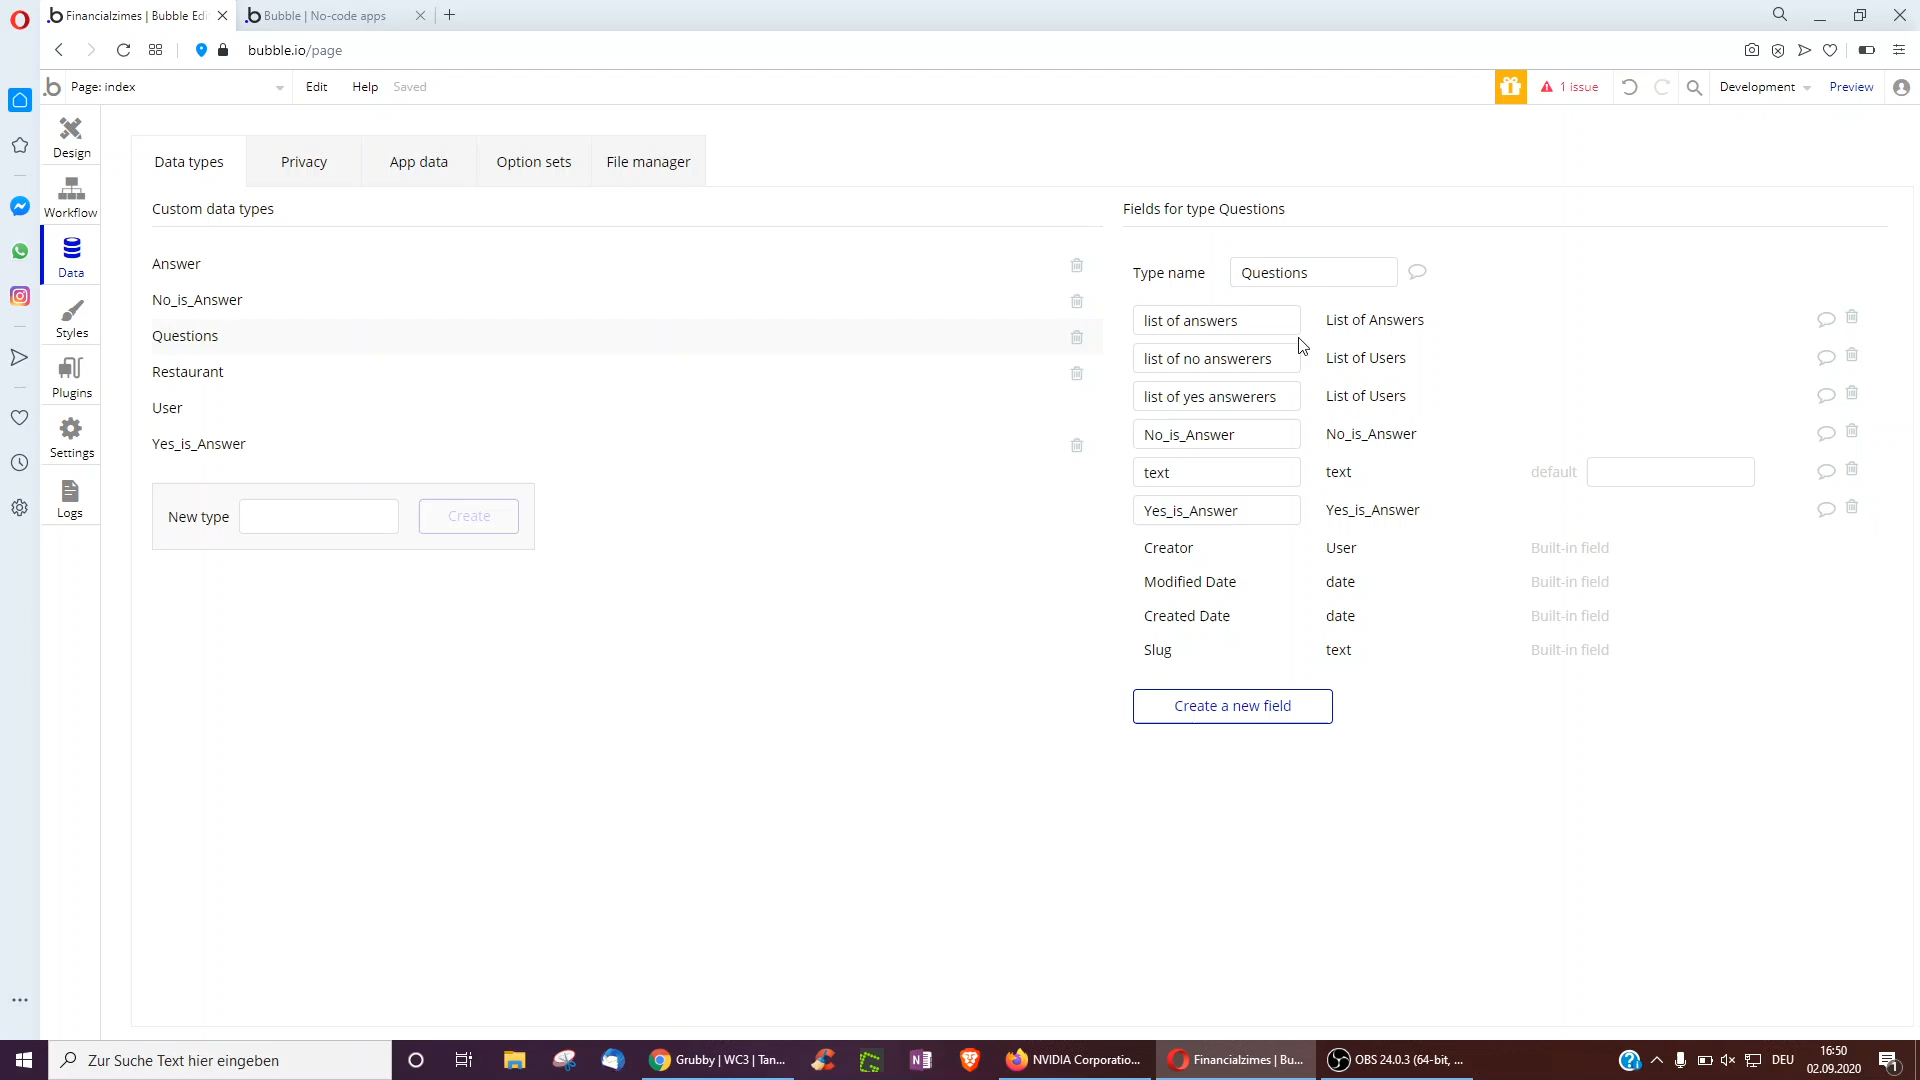 Financialzimes | Bubble Edi
Bubble | No-code apps
bubble.io/page
Page: index
Edit
Help
Saved
1 issue
Development
Preview
Design
Workflow
Data
Styles
Plugins
Settings
Logs
Data types
Privacy
App data
Option sets
File manager
Custom data types
Answer
No_is_Answer
Questions
Restaurant
User
Yes_is_Answer
New type
Create
Fields for type Questions
Type name
Questions
list of answers
List of Answers
list of no answerers
List of Users
list of yes answerers
List of Users
No_is_Answer
No_is_Answer
text
text
default
Yes_is_Answer
Yes_is_Answer
Creator
User
Built-in field
Modified Date
date
Built-in field
Created Date
date
Built-in field
Slug
text
Built-in field
Create a new field
Zur Suche Text hier eingeben
Grubby | WC3 | Tan...
NVIDIA Corporatio...
Financialzimes | Bu...
OBS 24.0.3 (64-bit, ...
DEU
16:50
02.09.2020
1